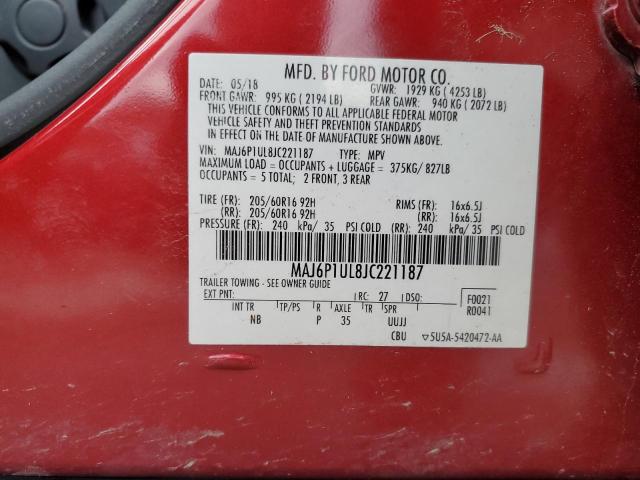 MFD. BY FORD MOTOR CO.
DATE: 05/18 GVWR: 1929 KG ( 4253 LB)
FRONT GAWR: 995 KG ( 2194 LB) REAR GAWR: 940 KG ( 2072 LB)
THIS VEHICLE CONFORMS TO ALL APPLICABLE FEDERAL MOTOR
VEHICLE SAFETY AND THEFT PREVENTION STANDARDS
IN EFFECT ON THE DATE OF MANUFACTURE SHOWN ABOVE.
VIN: MAJ6P1UL8JC221187 TYPE: MPV
MAXIMUM LOAD = OCCUPANTS + LUGGAGE = 375KG/ 827LB
OCCUPANTS = 5 TOTAL; 2 FRONT, 3 REAR
TIRE (FR): 205/60R16 92H RIMS (FR): 16x6.5J
(RR): 205/60R16 92H (RR): 16x6.5J
PRESSURE (FR): 240 kPa/ 35 PSI COLD (RR): 240 kPa/ 35 PSI COLD
MAJ6P1UL8JC221187
TRAILER TOWING - SEE OWNER GUIDE
EXT PNT: RC: 27 DSO: F0021
R0041
INT TR TP/PS R AXLE TR SPR
NB P 35 UUJJ
CBU 5U5A-5420472-AA